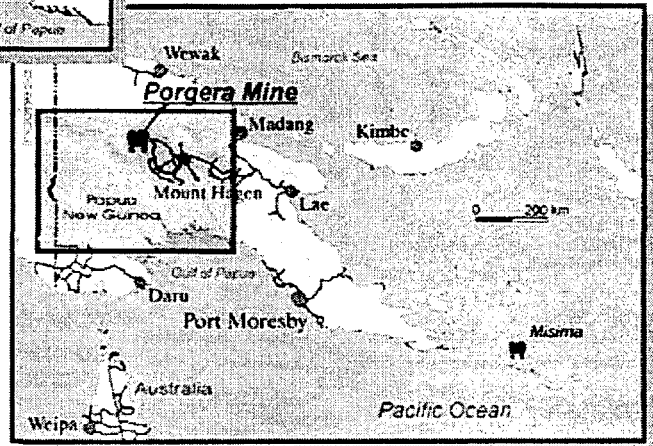 of Papua
Wewak
Bismarck Sea
Porgera Mine
Madang
Kimbe
Mount Hagen
Lae
Papua
New Guinea
0 200 km
Gulf of Papua
Daru
Port Moresby
Misima
Australia
Weipa
Pacific Ocean